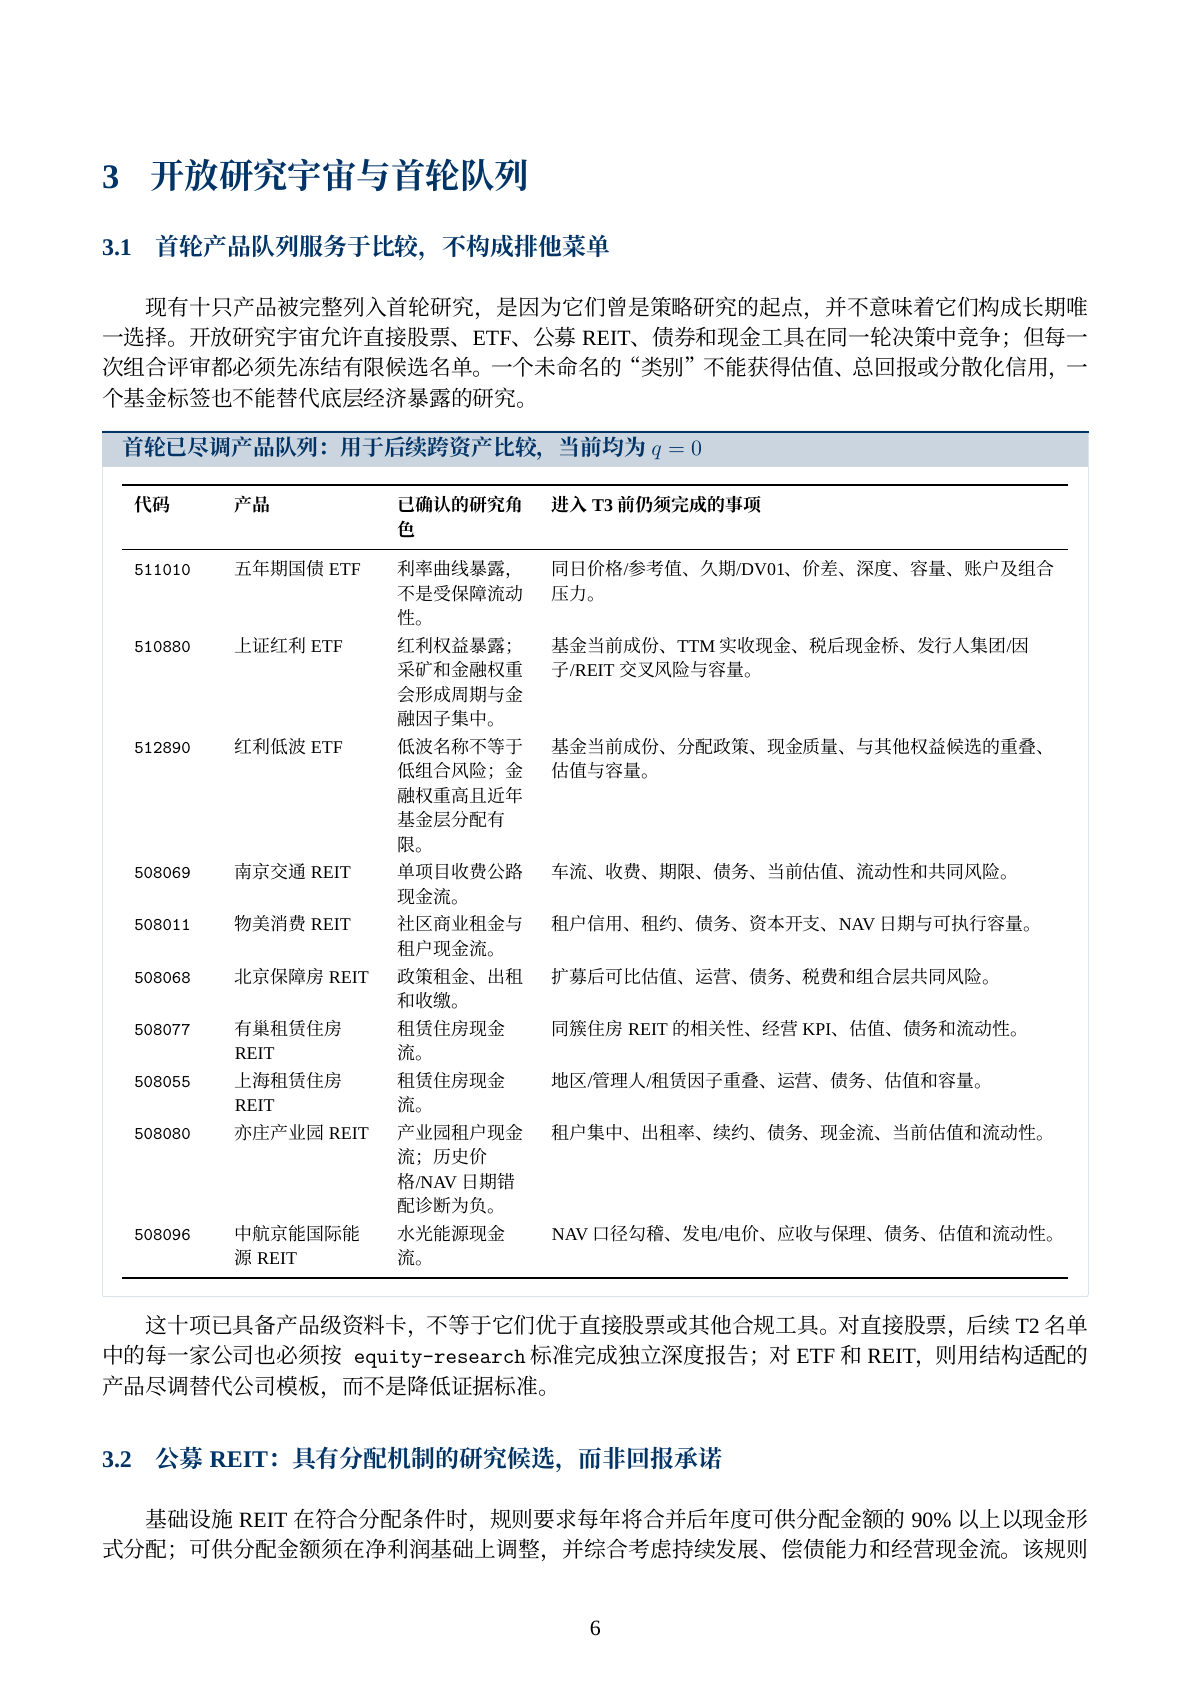 3 开放研究宇宙与首轮队列
3.1 首轮产品队列服务于比较，不构成排他菜单
现有十只产品被完整列入首轮研究，是因为它们曾是策略研究的起点，并不意味着它们构成长期唯
一选择。开放研究宇宙允许直接股票、ETF、公募 REIT、债券和现金工具在同一轮决策中竞争；但每一
次组合评审都必须先冻结有限候选名单。一个未命名的“类别”不能获得估值、总回报或分散化信用，一
个基金标签也不能替代底层经济暴露的研究。
首轮已尽调产品队列：用于后续跨资产比较，当前均为 q = 0
代码 产品 已确认的研究角 进入 T3 前仍须完成的事项
色
511010 五年期国债 ETF 利率曲线暴露， 同日价格/参考值、久期/DV01、价差、深度、容量、账户及组合
不是受保障流动 压力。
性。
510880 上证红利 ETF 红利权益暴露； 基金当前成份、TTM 实收现金、税后现金桥、发行人集团/因
采矿和金融权重 子/REIT 交叉风险与容量。
会形成周期与金
融因子集中。
512890 红利低波 ETF 低波名称不等于 基金当前成份、分配政策、现金质量、与其他权益候选的重叠、
低组合风险；金 估值与容量。
融权重高且近年
基金层分配有
限。
508069 南京交通 REIT 单项目收费公路 车流、收费、期限、债务、当前估值、流动性和共同风险。
现金流。
508011 物美消费 REIT 社区商业租金与 租户信用、租约、债务、资本开支、NAV 日期与可执行容量。
租户现金流。
508068 北京保障房 REIT 政策租金、出租 扩募后可比估值、运营、债务、税费和组合层共同风险。
和收缴。
508077 有巢租赁住房 租赁住房现金 同簇住房 REIT 的相关性、经营 KPI、估值、债务和流动性。
REIT 流。
508055 上海租赁住房 租赁住房现金 地区/管理人/租赁因子重叠、运营、债务、估值和容量。
REIT 流。
508080 亦庄产业园 REIT 产业园租户现金 租户集中、出租率、续约、债务、现金流、当前估值和流动性。
流；历史价
格/NAV 日期错
配诊断为负。
508096 中航京能国际能 水光能源现金 NAV 口径勾稽、发电/电价、应收与保理、债务、估值和流动性。
源 REIT 流。
这十项已具备产品级资料卡，不等于它们优于直接股票或其他合规工具。对直接股票，后续 T2 名单
中的每一家公司也必须按 equity-research 标准完成独立深度报告；对 ETF 和 REIT，则用结构适配的
产品尽调替代公司模板，而不是降低证据标准。
3.2 公募 REIT：具有分配机制的研究候选，而非回报承诺
基础设施 REIT 在符合分配条件时，规则要求每年将合并后年度可供分配金额的 90% 以上以现金形
式分配；可供分配金额须在净利润基础上调整，并综合考虑持续发展、偿债能力和经营现金流。该规则
6